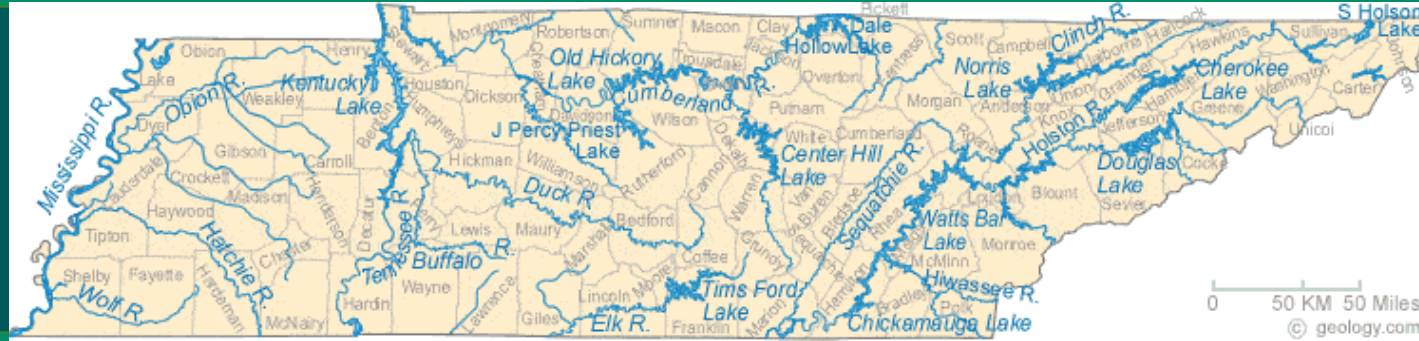 Pickett
Obion
Henry
Stewart
Montgomery
Robertson
Sumner
Macon
Clay
Dale
Hollow Lake
Scott
Campbell
Clinch R.
Claiborne
Hancock
Hawkins
Sullivan
S Holson
Lake
Johnson
Lake
Obion R.
Weakley
Kentucky
Lake
Houston
Dickson
Cheatham
Old Hickory
Lake
Trousdale
Jackson
Overton
Fentress
Norris
Lake
Anderson
Union
Grainger
Hamblen
Cherokee
Lake
Washington
Carter
Mississippi R.
Dyer
Gibson
Carroll
Benton
Humphreys
Davidson
Cumberland R.
Wilson
Putnam
Morgan
Knox
Holston R.
Jefferson
Greene
Unicoi
J Percy Priest
Lake
White
Cumberland
Roane
Lauderdale
Crockett
Madison
Henderson
Decatur
Perry
Hickman
Williamson
Rutherford
Cannon
Dekalb
Warren
Center Hill
Lake
Van
Buren
Bledsoe
Sequatchie R.
Rhea
Loudon
Blount
Sevier
Douglas
Lake
Cocke
Haywood
Duck R.
Bedford
Tipton
Hatchie R.
Chester
Tennessee R.
Lewis
Maury
Marshall
Coffee
Grundy
Sequatchie
Meigs
Watts Bar
Lake
McMinn
Monroe
Shelby
Fayette
Hardeman
Buffalo R.
Wayne
Moore
Tims Ford
Lake
Marion
Hamilton
Bradley
Polk
Hiwassee R.
Wolf R.
McNairy
Hardin
Lawrence
Giles
Lincoln
Elk R.
Franklin
Chickamauga Lake
0 50 KM 50 Miles
© geology.com